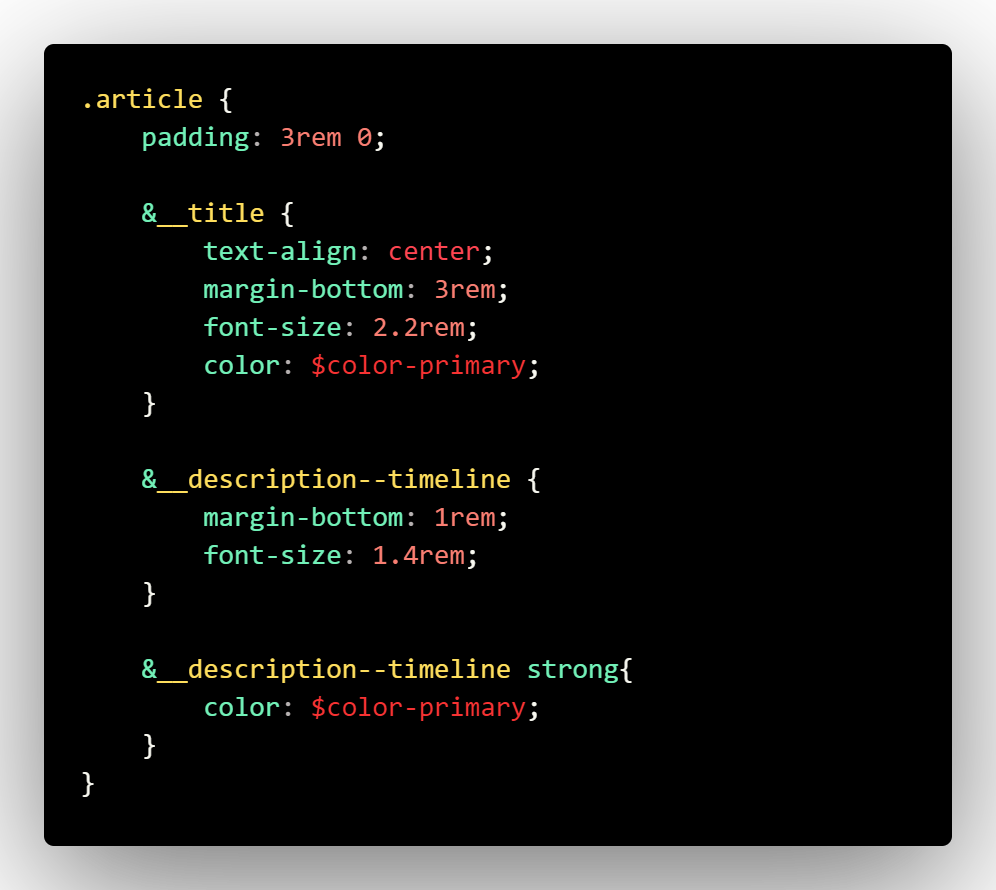 .article {
    padding: 3rem 0;

    &__title {
        text-align: center;
        margin-bottom: 3rem;
        font-size: 2.2rem;
        color: $color-primary;
    }

    &__description--timeline {
        margin-bottom: 1rem;
        font-size: 1.4rem;
    }

    &__description--timeline strong{
        color: $color-primary;
    }
}